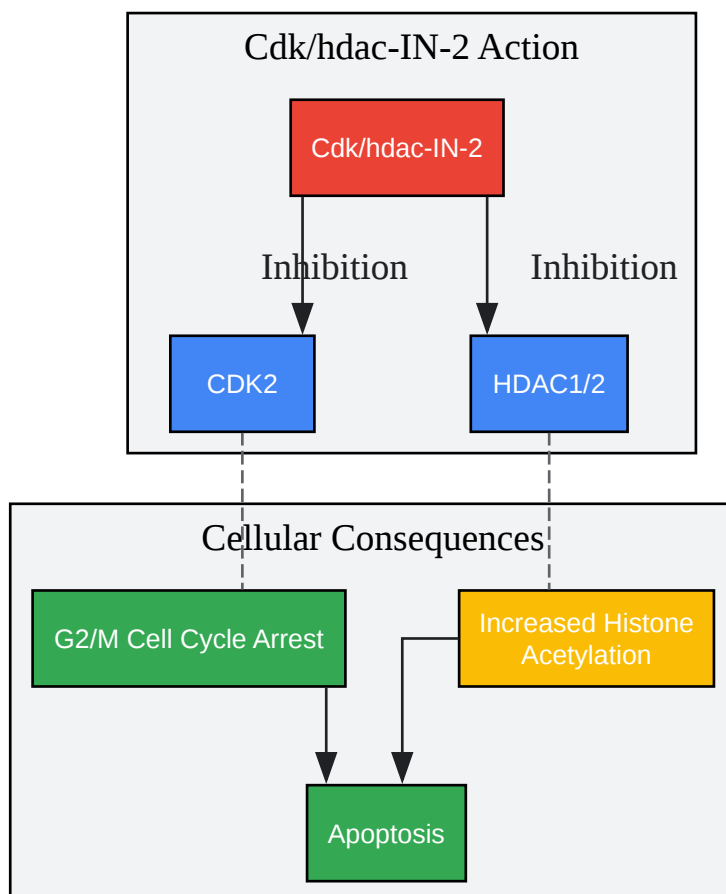 Cdk/hdac-IN-2 Action
Cdk/hdac-IN-2
Inhibition
Inhibition
CDK2
HDAC1/2
Cellular Consequences
G2/M Cell Cycle Arrest
Increased Histone
Acetylation
Apoptosis